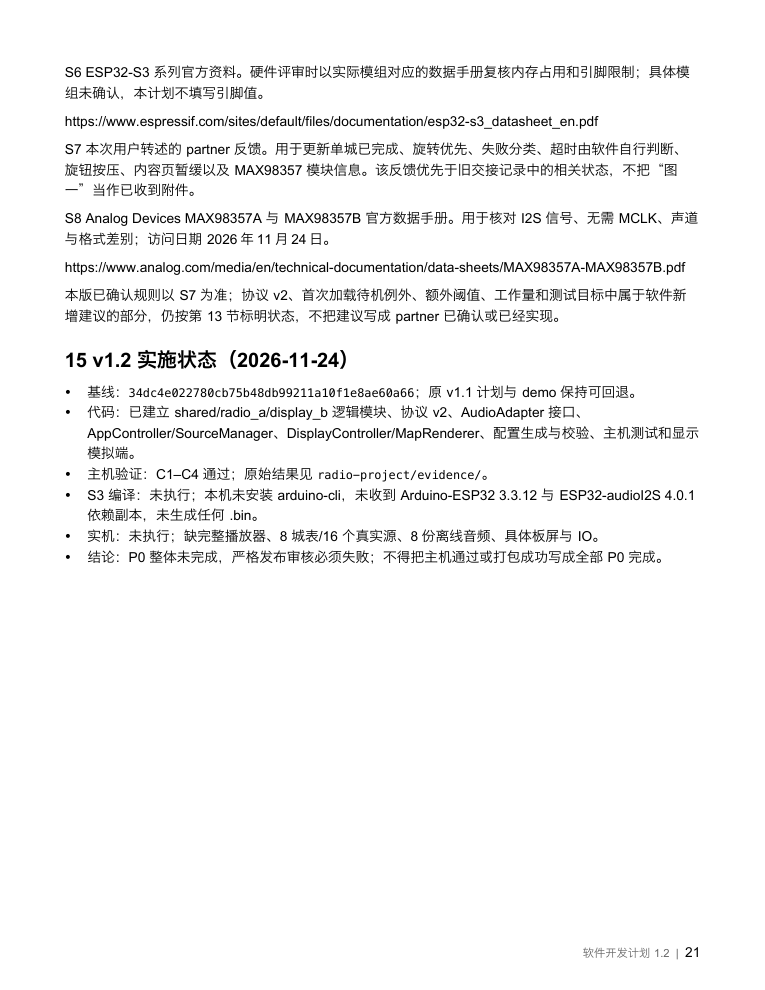 S6 ESP32-S3 系列官方资料。硬件评审时以实际模组对应的数据手册复核内存占用和引脚限制；具体模
组未确认，本计划不填写引脚值。
https://www.espressif.com/sites/default/files/documentation/esp32-s3_datasheet_en.pdf
S7 本次用户转述的 partner 反馈。用于更新单城已完成、旋转优先、失败分类、超时由软件自行判断、
旋钮按压、内容页暂缓以及 MAX98357 模块信息。该反馈优先于旧交接记录中的相关状态，不把“图
一”当作已收到附件。
S8 Analog Devices MAX98357A 与 MAX98357B 官方数据手册。用于核对 I2S 信号、无需 MCLK、声道
与格式差别；访问日期 2026 年 11 月 24 日。
https://www.analog.com/media/en/technical-documentation/data-sheets/MAX98357A-MAX98357B.pdf
本版已确认规则以 S7 为准；协议 v2、首次加载待机例外、额外阈值、工作量和测试目标中属于软件新
增建议的部分，仍按第 13 节标明状态，不把建议写成 partner 已确认或已经实现。
15 v1.2 实施状态（2026-11-24）
• 基线：34dc4e022780cb75b48db99211a10f1e8ae60a66；原 v1.1 计划与 demo 保持可回退。
• 代码：已建立 shared/radio_a/display_b 逻辑模块、协议 v2、AudioAdapter 接口、
AppController/SourceManager、DisplayController/MapRenderer、配置生成与校验、主机测试和显示
模拟端。
• 主机验证：C1–C4 通过；原始结果见 radio-project/evidence/。
• S3 编译：未执行；本机未安装 arduino-cli，未收到 Arduino-ESP32 3.3.12 与 ESP32-audioI2S 4.0.1
依赖副本，未生成任何 .bin。
• 实机：未执行；缺完整播放器、8 城表/16 个真实源、8 份离线音频、具体板屏与 IO。
• 结论：P0 整体未完成，严格发布审核必须失败；不得把主机通过或打包成功写成全部 P0 完成。
软件开发计划 1.2 | 21